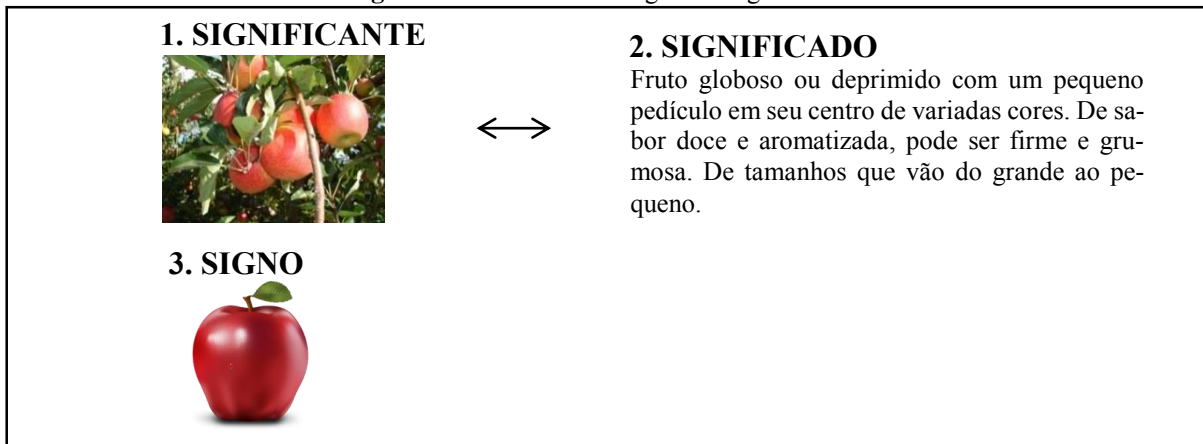 1. SIGNIFICANTE
2. SIGNIFICADO
Fruto globoso ou deprimido com um pequeno
pedículo em seu centro de variadas cores. De sa-
bor doce e aromatizada, pode ser firme e gru-
mosa. De tamanhos que vão do grande ao pe-
queno.
3. SIGNO